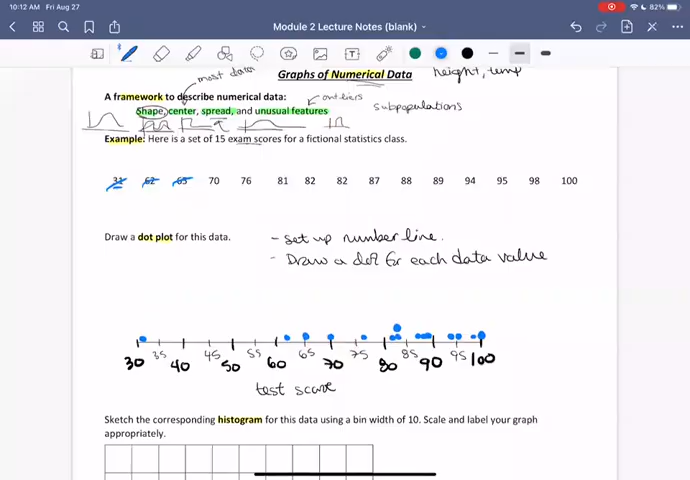 10:12 AM Fri Aug 27
82%
Module 2 Lecture Notes (blank)
Graphs of Numerical Data
height, temp
most data
A framework to describe numerical data:
outliers
Shape, center, spread, and unusual features
subpopulations
Example: Here is a set of 15 exam scores for a fictional statistics class.
31 62 65 70 76 81 82 82 87 88 89 94 95 98 100
Draw a dot plot for this data.
- set up number line.
- Draw a dot for each data value
30 35 40 45 50 55 60 65 70 75 80 85 90 95 100
test score
Sketch the corresponding histogram for this data using a bin width of 10. Scale and label your graph
appropriately.